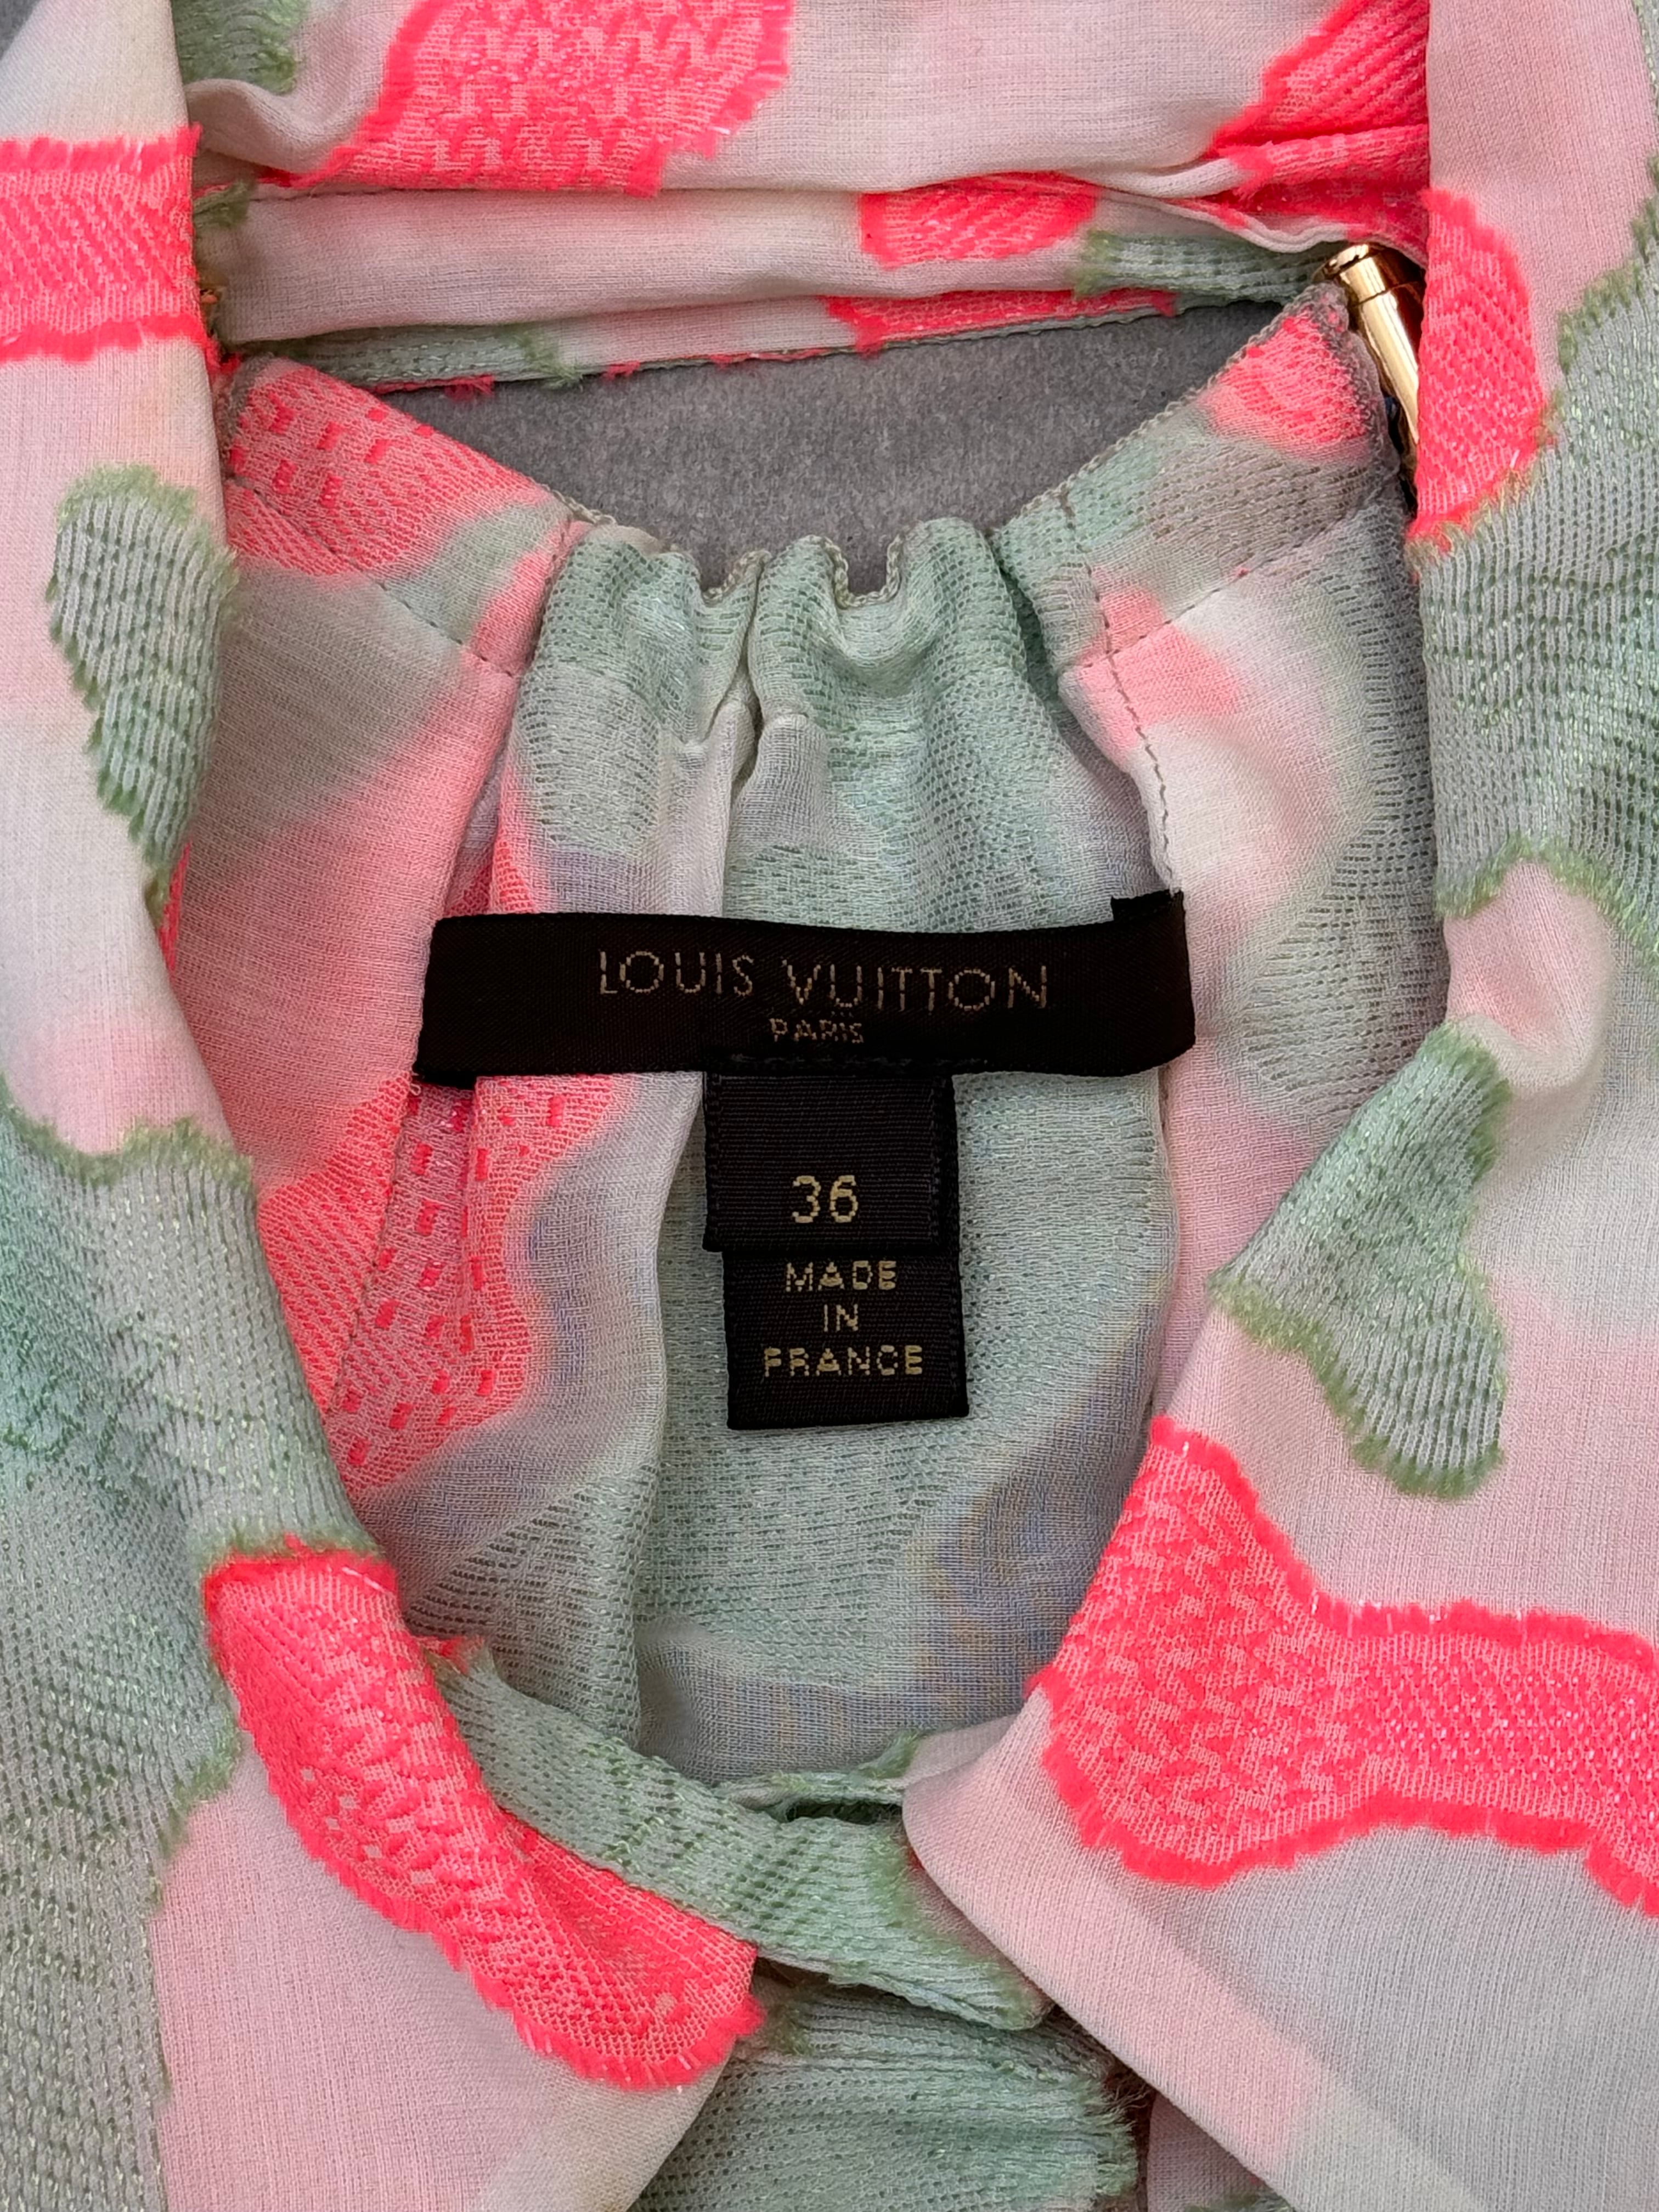 LOUIS VUITTON
PARIS
36
MADE
IN
FRANCE